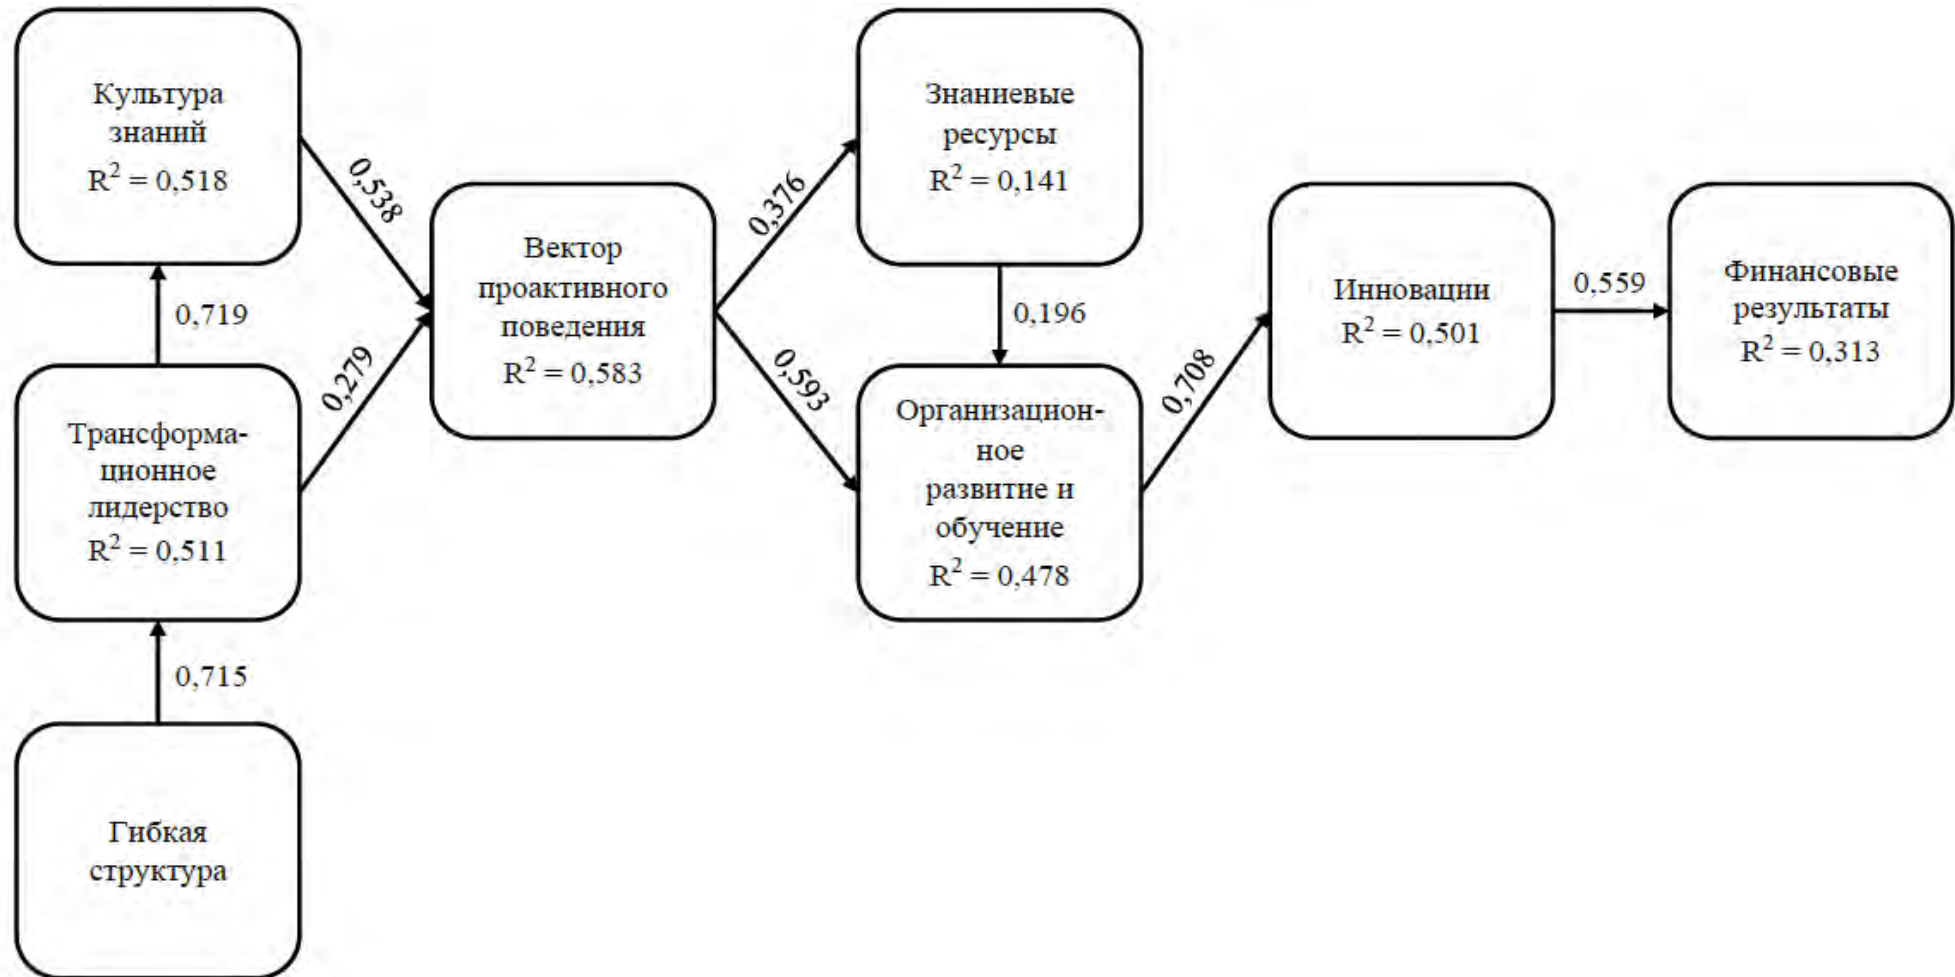 Культура
знаний
R² = 0,518
0,538
0,719
Трансформа-
ционное
лидерство
R² = 0,511
0,279
0,715
Гибкая
структура
Вектор
проактивного
поведения
R² = 0,583
0,376
0,593
Знаниевые
ресурсы
R² = 0,141
0,196
Организацион-
ное
развитие и
обучение
R² = 0,478
0,708
Инновации
R² = 0,501
0,559
Финансовые
результаты
R² = 0,313